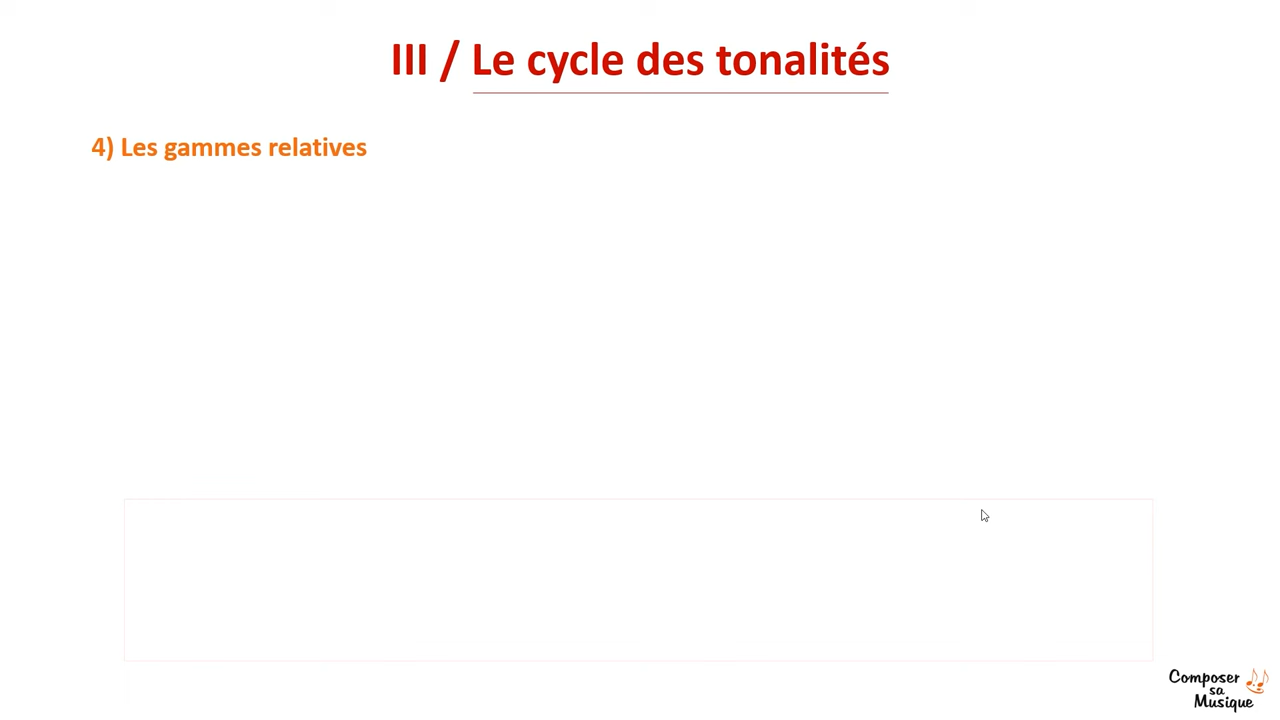 III / Le cycle des tonalités
4) Les gammes relatives
Composer
sa
Musique